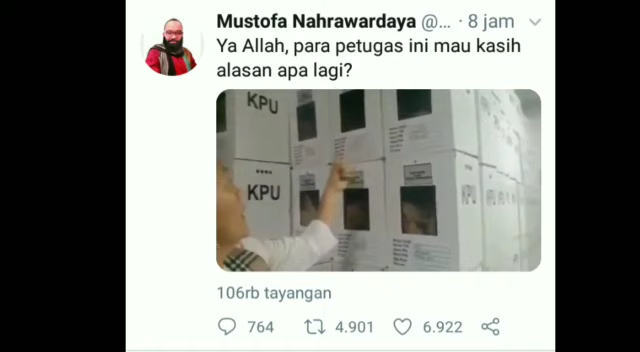 Mustofa Nahrawardaya @... · 8 jam
Ya Allah, para petugas ini mau kasih
alasan apa lagi?
KPU
KPU
KPU
KPU
106rb tayangan
764 4.901 6.922